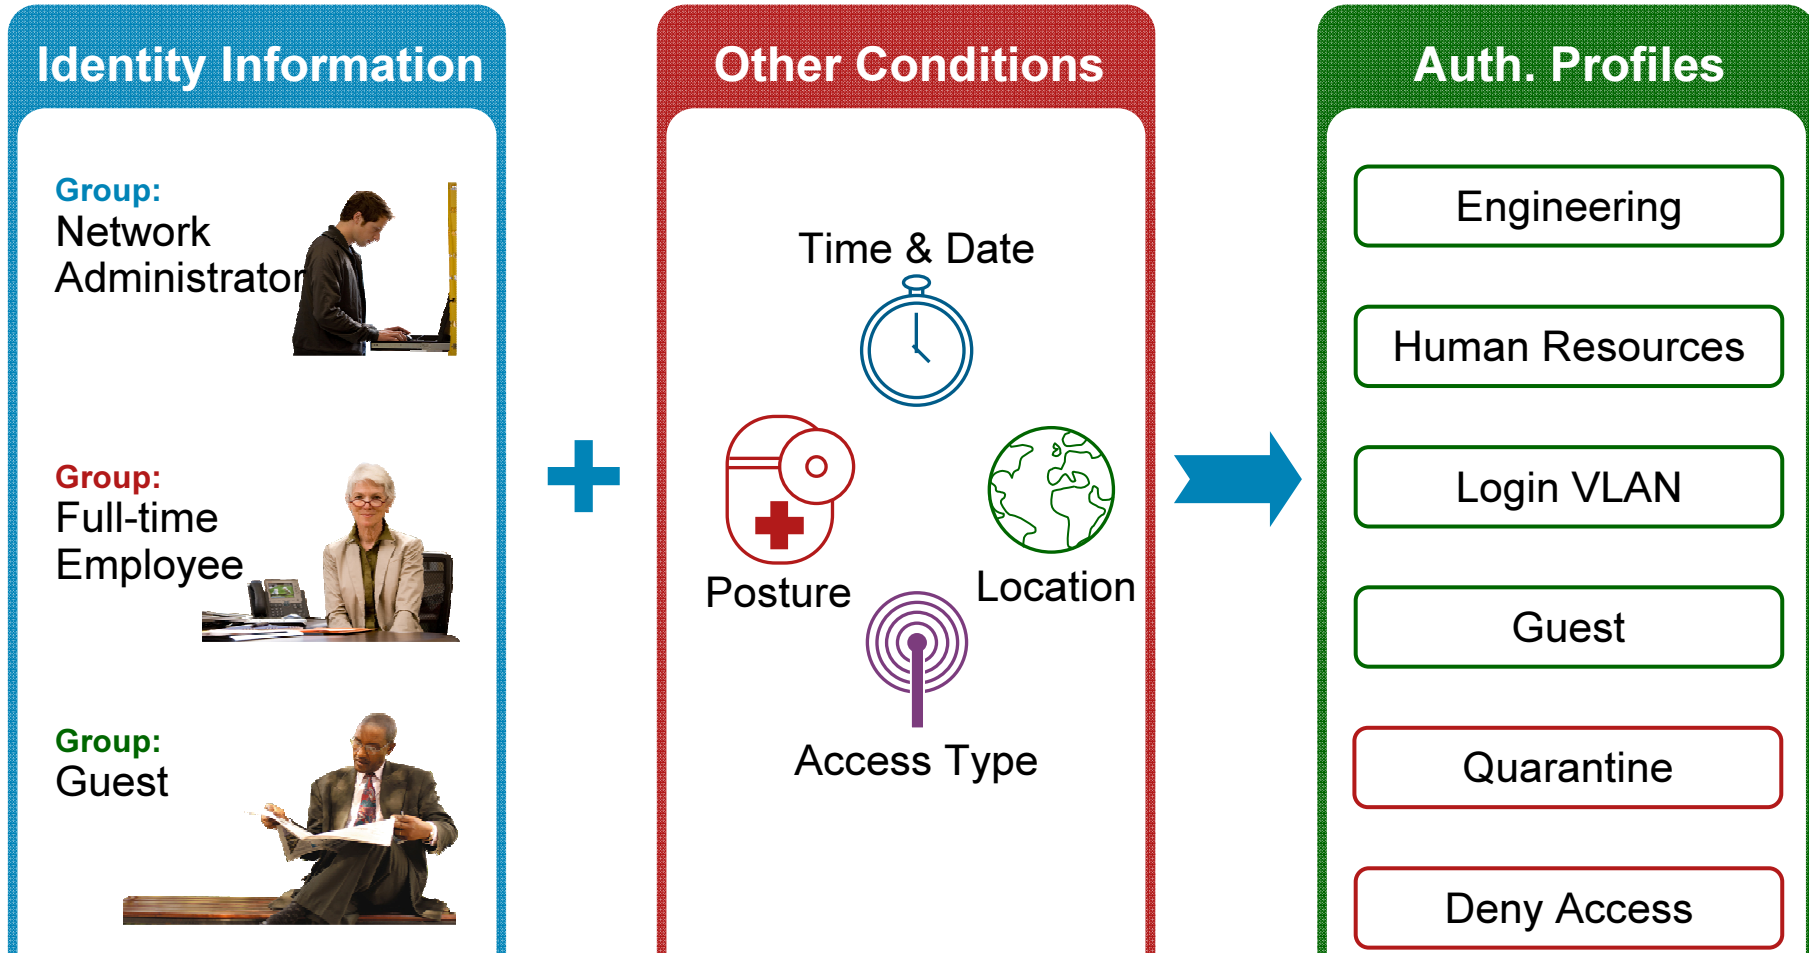 Identity Information
Group:
Network
Administrator
Group:
Full-time
Employee
Group:
Guest
Other Conditions
Time & Date
Posture
Location
Access Type
Auth. Profiles
Engineering
Human Resources
Login VLAN
Guest
Quarantine
Deny Access